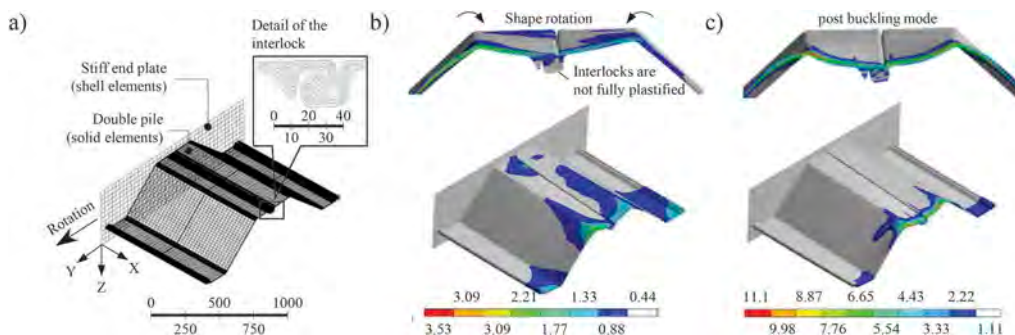 a)
Detail of the
interlock
Stiff end plate
(shell elements)
Double pile
(solid elements)
0 20 40
10 30
Rotation
Y X
Z
0 500 1000
250 750
b)
Shape rotation
Interlocks are
not fully plastified
3.09 2.21 1.33 0.44
3.53 3.09 1.77 0.88
c)
post buckling mode
11.1 8.87 6.65 4.43 2.22
9.98 7.76 5.54 3.33 1.11